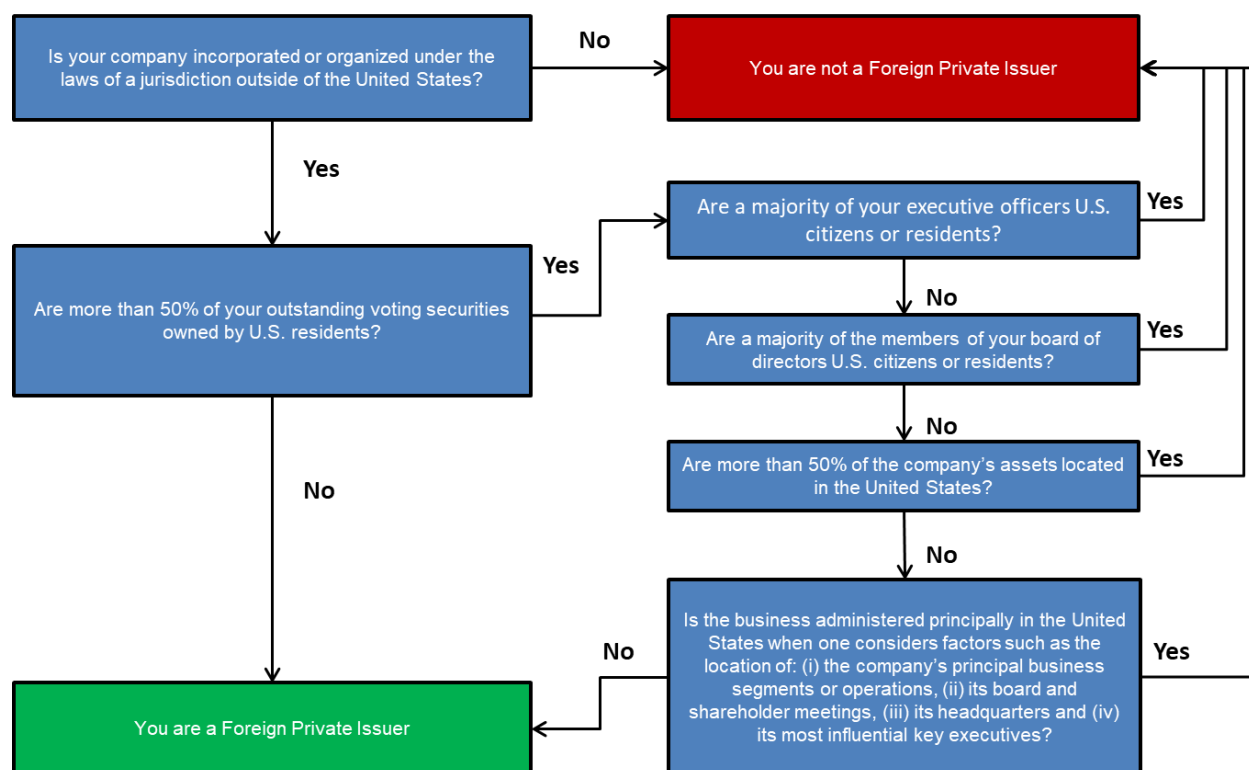 Is your company incorporated or organized under the
laws of a jurisdiction outside of the United States?
No
You are not a Foreign Private Issuer
Yes
Are more than 50% of your outstanding voting securities
owned by U.S. residents?
Yes
Are a majority of your executive officers U.S.
citizens or residents?
Yes
No
Are a majority of the members of your board of
directors U.S. citizens or residents?
Yes
No
Are more than 50% of the company’s assets located
in the United States?
Yes
No
Is the business administered principally in the United
States when one considers factors such as the
location of: (i) the company’s principal business
segments or operations, (ii) its board and
shareholder meetings, (iii) its headquarters and (iv)
its most influential key executives?
Yes
No
No
You are a Foreign Private Issuer